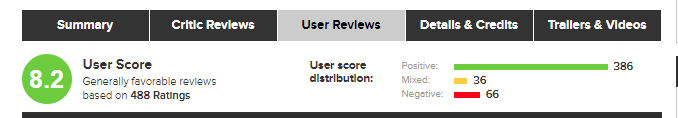 Summary
Critic Reviews
User Reviews
Details & Credits
Trailers & Videos
8.2
User Score
Generally favorable reviews
based on 488 Ratings
User score
distribution:
Positive: 386
Mixed: 36
Negative: 66